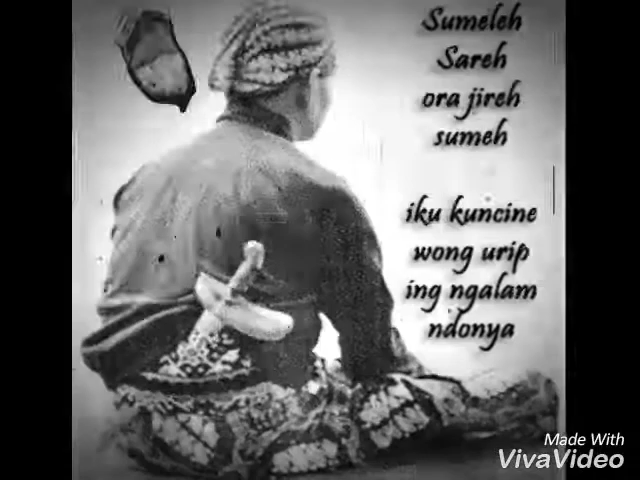 Sumeleh
Sareh
ora jireh
sumeh
iku kuncine
wong urip
ing ngalam
ndonya
Made With
VivaVideo